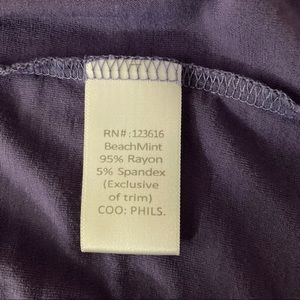 RN#:123616
BeachMint
95% Rayon
5% Spandex
(Exclusive
of trim)
COO: PHILS.